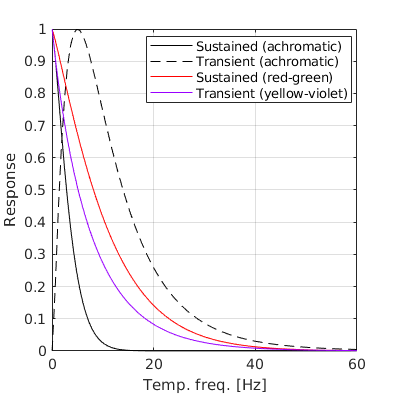 Sustained (achromatic)
Transient (achromatic)
Sustained (red-green)
Transient (yellow-violet)
1
0.9
0.8
0.7
0.6
0.5
0.4
0.3
0.2
0.1
0
Response
0 20 40 60
Temp. freq. [Hz]